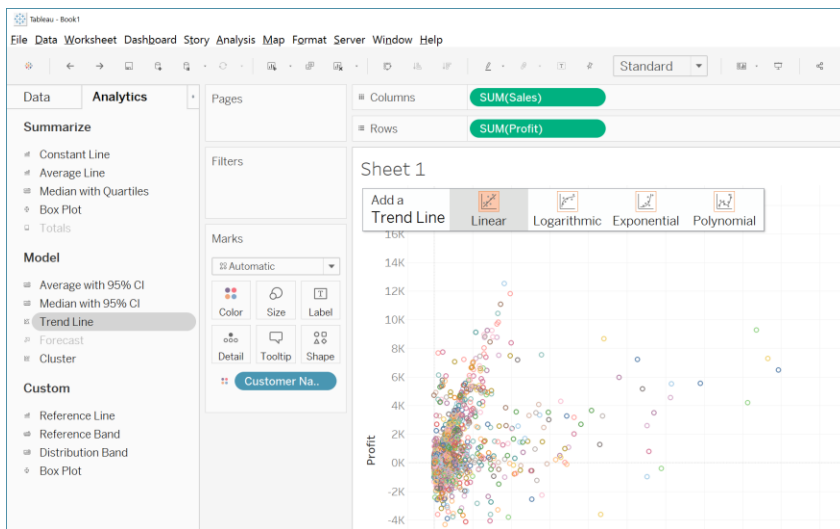 Tableau - Book1
File Data Worksheet Dashboard Story Analysis Map Format Server Window Help
Standard
Data Analytics
Summarize
Constant Line
Average Line
Median with Quartiles
Box Plot
Totals
Model
Average with 95% CI
Median with 95% CI
Trend Line
Forecast
Cluster
Custom
Reference Line
Reference Band
Distribution Band
Box Plot
Pages
Filters
Marks
Automatic
Color Size Label
Detail Tooltip Shape
Customer Na..
Columns SUM(Sales)
Rows SUM(Profit)
Sheet 1
Add a
Trend Line
Linear Logarithmic Exponential Polynomial
16K
14K
12K
10K
8K
6K
4K
2K
0K
-2K
-4K
Profit